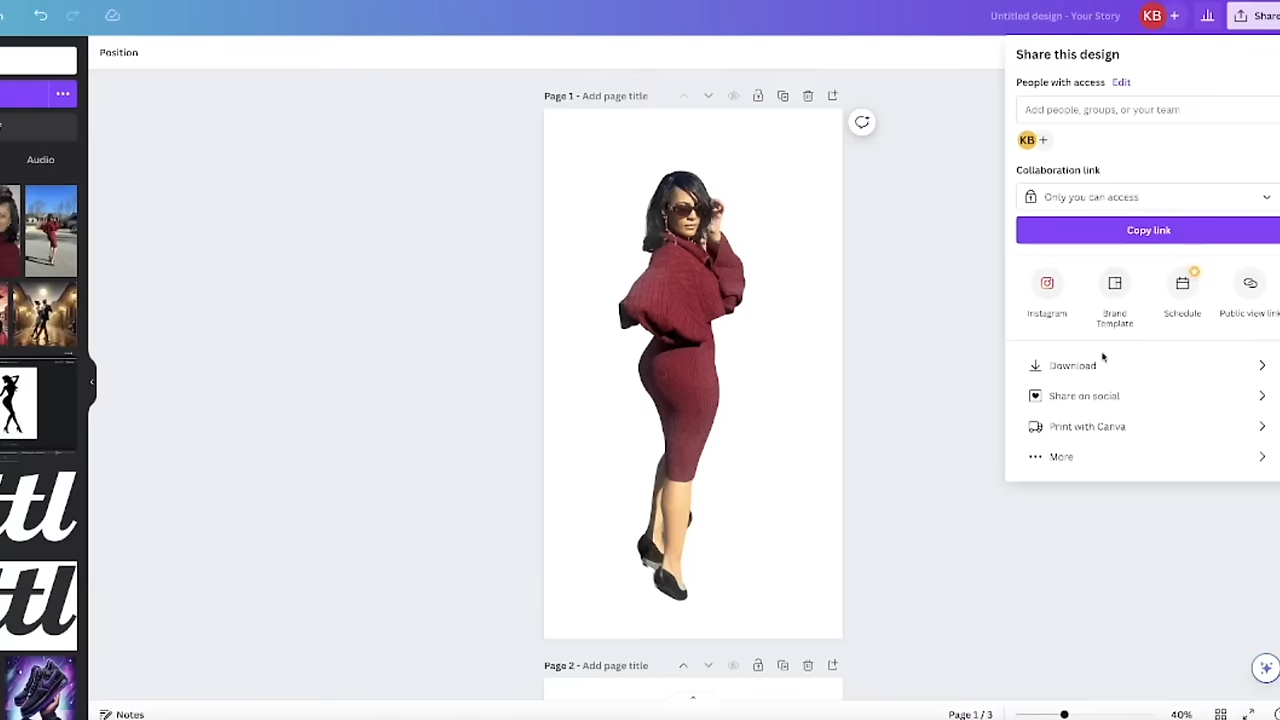 Untitled design - Your Story
KB
Share
Position
Share this design
People with access Edit
Add people, groups, or your team
KB
Collaboration link
Only you can access
Copy link
Instagram
Brand
Template
Schedule
Public view link
Download
Share on social
Print with Canva
More
Audio
ttl
ttl
Page 1 - Add page title
Page 2 - Add page title
Notes
Page 1 / 3
40%